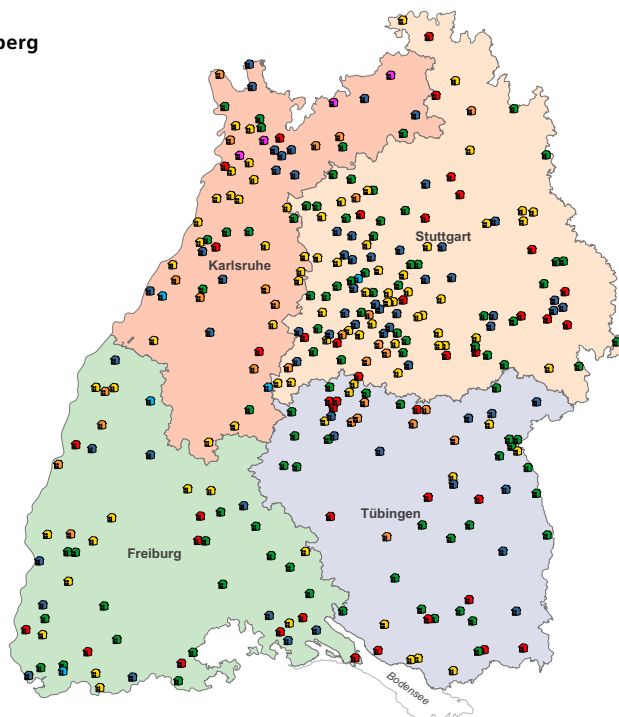 berg
Stuttgart
Karlsruhe
Tübingen
Freiburg
Bodensee